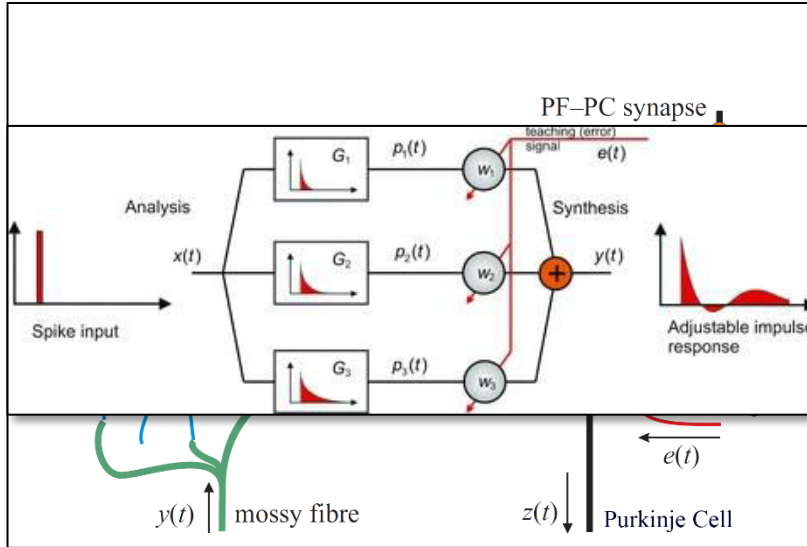 PF–PC synapse
teaching (error)
signal
e(t)
G1
p1(t)
w1
Analysis
Synthesis
x(t)
G2
p2(t)
w2
+
y(t)
Spike input
Adjustable impulse
response
G3
p3(t)
w3
e(t)
y(t)
mossy fibre
z(t)
Purkinje Cell